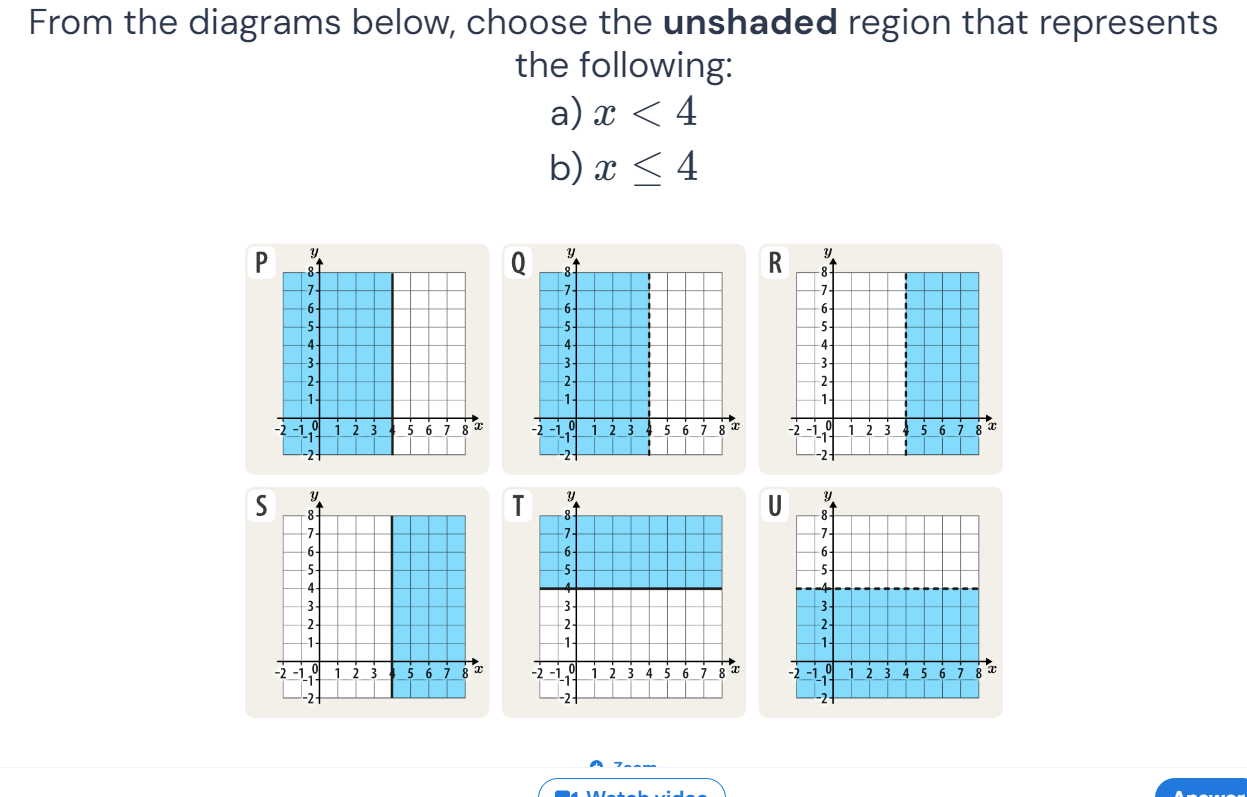 From the diagrams below, choose the unshaded region that represents
the following:
a) x < 4
b) x ≤ 4
P
y
8
7
6
5
4
3
2
1
-2 -1 0 1 2 3 4 5 6 7 8 x
-1
-2
Q
y
8
7
6
5
4
3
2
1
-2 -1 0 1 2 3 4 5 6 7 8 x
-1
-2
R
y
8
7
6
5
4
3
2
1
-2 -1 0 1 2 3 4 5 6 7 8 x
-1
-2
S
y
8
7
6
5
4
3
2
1
-2 -1 0 1 2 3 4 5 6 7 8 x
-1
-2
T
y
8
7
6
5
4
3
2
1
-2 -1 0 1 2 3 4 5 6 7 8 x
-1
-2
U
y
8
7
6
5
4
3
2
1
-2 -1 0 1 2 3 4 5 6 7 8 x
-1
-2
Zoom
Watch video
Answer